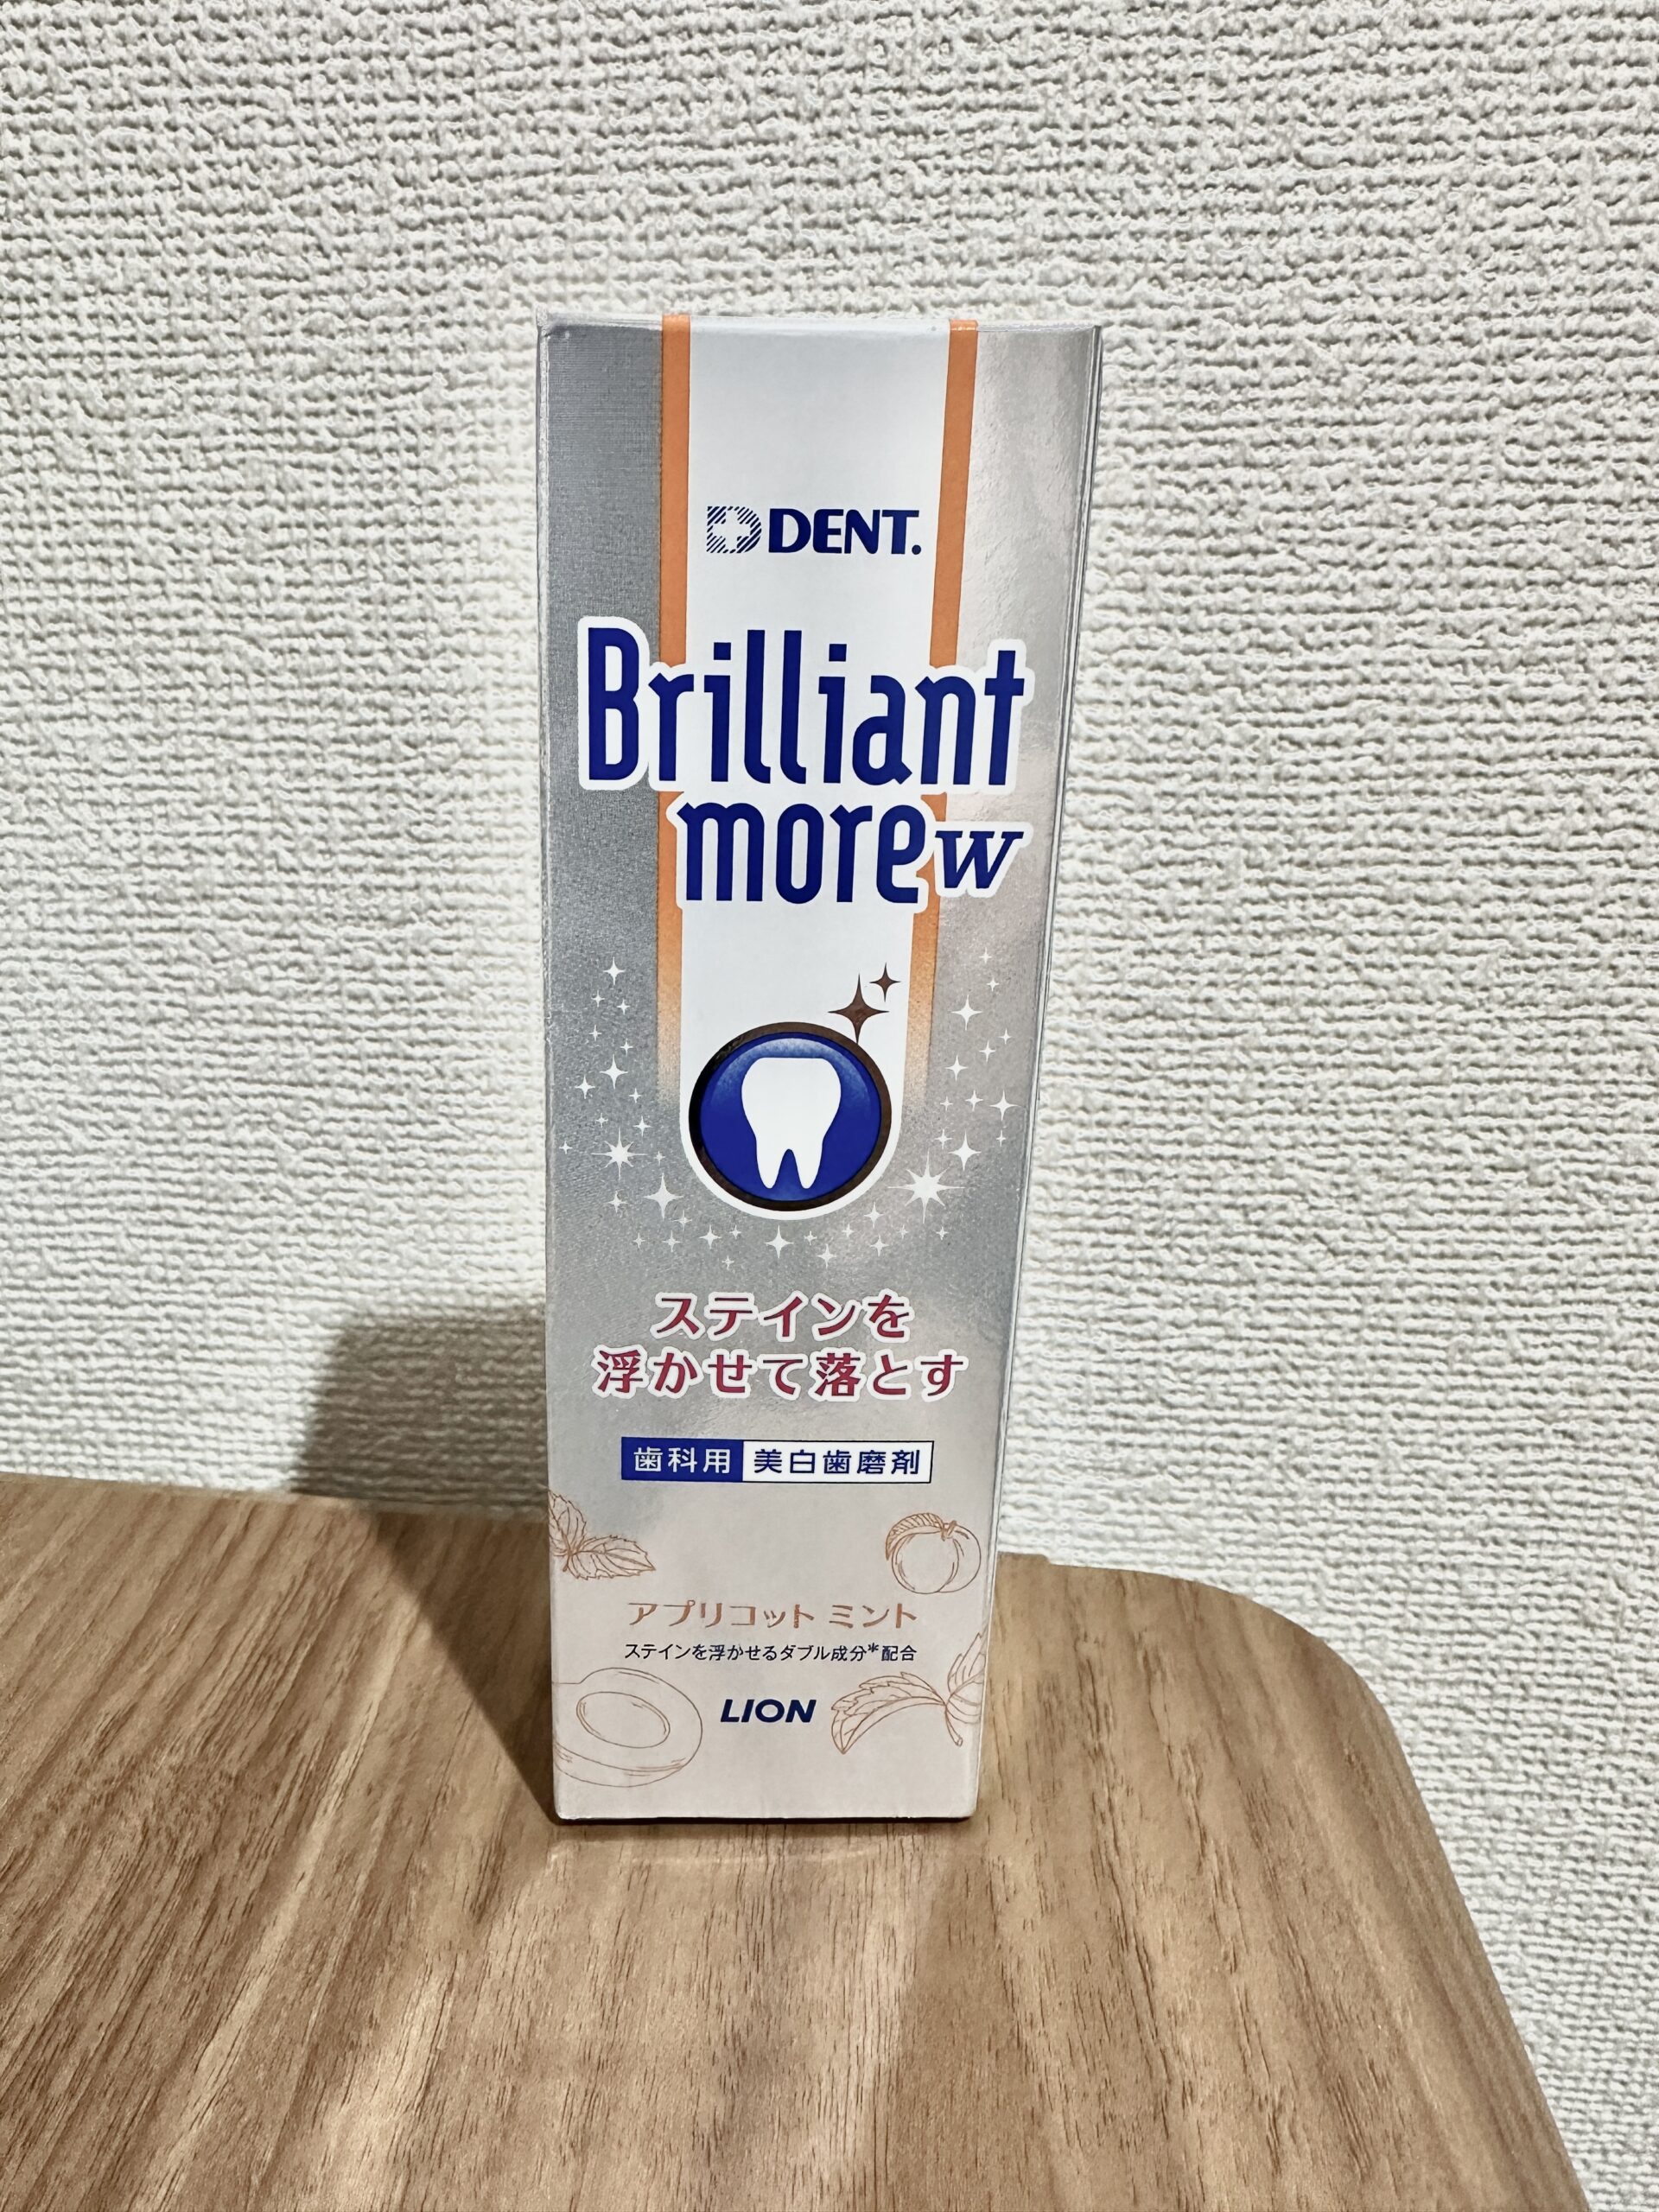 DENT.
Brilliant
more w
ステインを
浮かせて落とす
歯科用 美白歯磨剤
アプリコット ミント
ステインを浮かせるダブル成分*配合
LION